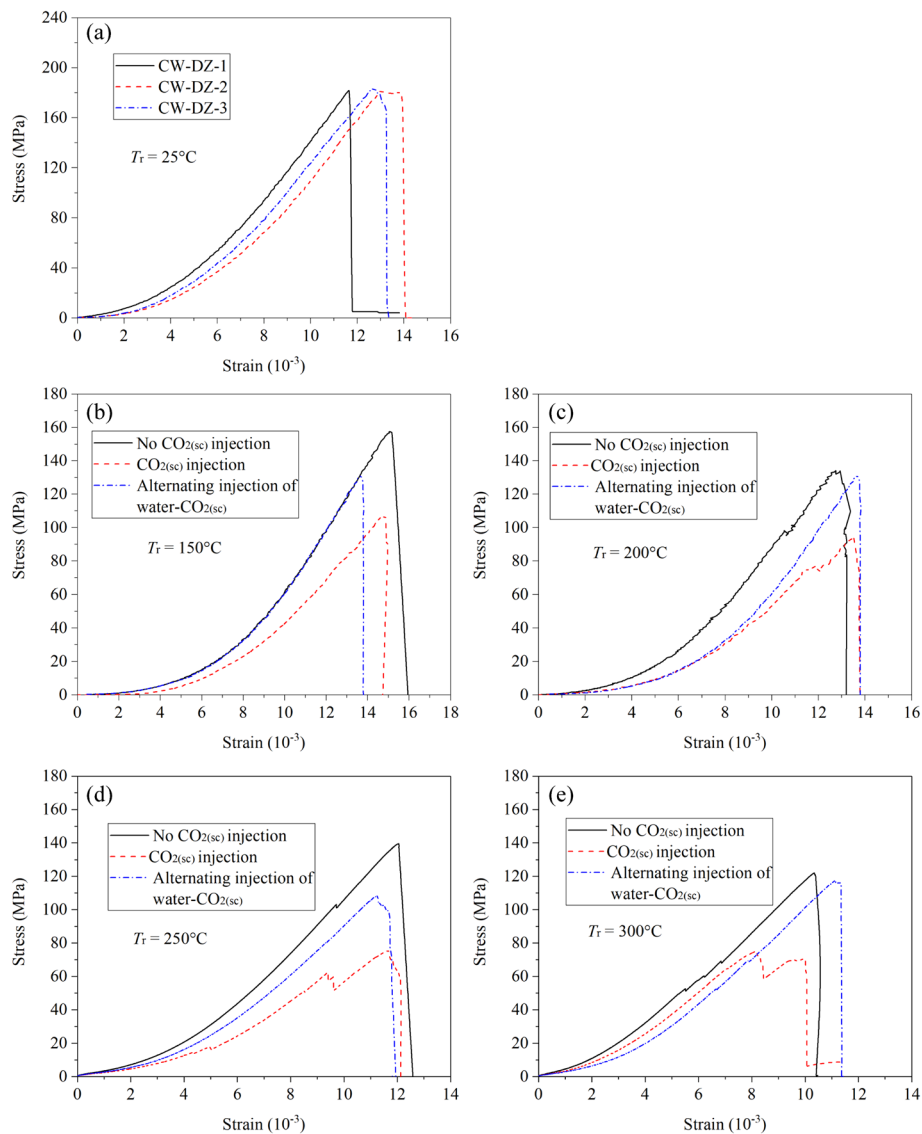 (a)
CW-DZ-1
CW-DZ-2
CW-DZ-3
Tr = 25°C
Stress (MPa)
240
200
160
120
80
40
0
0 2 4 6 8 10 12 14 16
Strain (10-3)
(b)
No CO2(sc) injection
CO2(sc) injection
Alternating injection of
water-CO2(sc)
Tr = 150°C
Stress (MPa)
180
160
140
120
100
80
60
40
20
0
0 2 4 6 8 10 12 14 16 18
Strain (10-3)
(c)
No CO2(sc) injection
CO2(sc) injection
Alternating injection of
water-CO2(sc)
Tr = 200°C
Stress (MPa)
180
160
140
120
100
80
60
40
20
0
0 2 4 6 8 10 12 14 16
Strain (10-3)
(d)
No CO2(sc) injection
CO2(sc) injection
Alternating injection of
water-CO2(sc)
Tr = 250°C
Stress (MPa)
180
160
140
120
100
80
60
40
20
0
0 2 4 6 8 10 12 14
Strain (10-3)
(e)
No CO2(sc) injection
CO2(sc) injection
Alternating injection of
water-CO2(sc)
Tr = 300°C
Stress (MPa)
180
160
140
120
100
80
60
40
20
0
0 2 4 6 8 10 12 14
Strain (10-3)